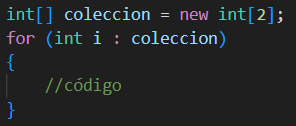 int[] coleccion = new int[2];
for (int i : coleccion)
{
    //código
}